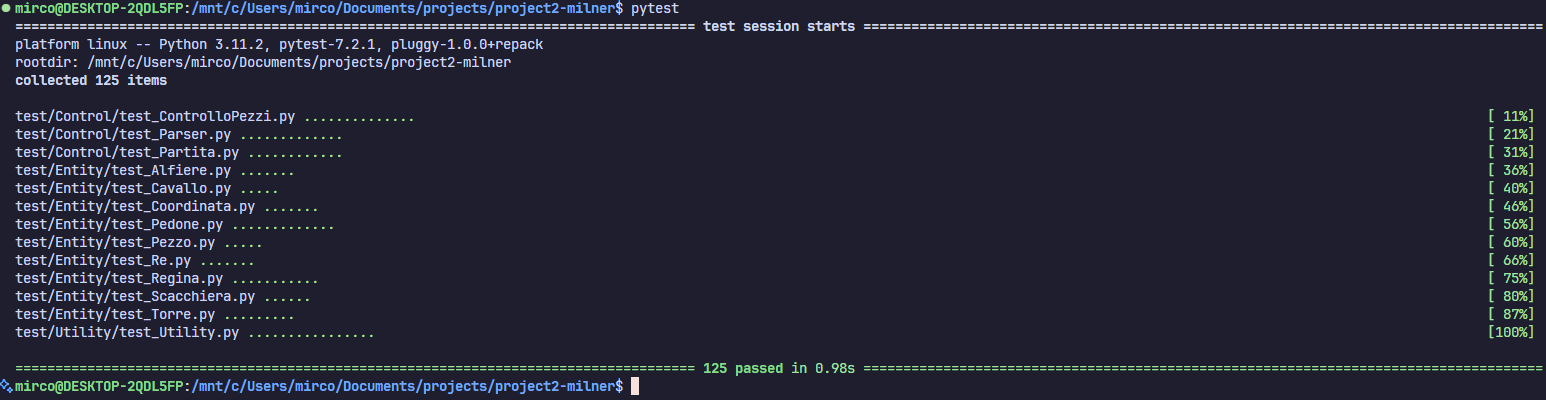 mirco@DESKTOP-2QDL5FP:/mnt/c/Users/mirco/Documents/projects/project2-milner$ pytest
===================================================================================== test session starts =====================================================================================
platform linux -- Python 3.11.2, pytest-7.2.1, pluggy-1.0.0+repack
rootdir: /mnt/c/Users/mirco/Documents/projects/project2-milner
collected 125 items
test/Control/test_ControlloPezzi.py .............. [ 11%]
test/Control/test_Parser.py ............. [ 21%]
test/Control/test_Partita.py ............ [ 31%]
test/Entity/test_Alfiere.py ....... [ 36%]
test/Entity/test_Cavallo.py ..... [ 40%]
test/Entity/test_Coordinata.py ....... [ 46%]
test/Entity/test_Pedone.py ............. [ 56%]
test/Entity/test_Pezzo.py ..... [ 60%]
test/Entity/test_Re.py ....... [ 66%]
test/Entity/test_Regina.py ........... [ 75%]
test/Entity/test_Scacchiera.py ...... [ 80%]
test/Entity/test_Torre.py ......... [ 87%]
test/Utility/test_Utility.py ................ [100%]
===================================================================================== 125 passed in 0.98s =====================================================================================
mirco@DESKTOP-2QDL5FP:/mnt/c/Users/mirco/Documents/projects/project2-milner$